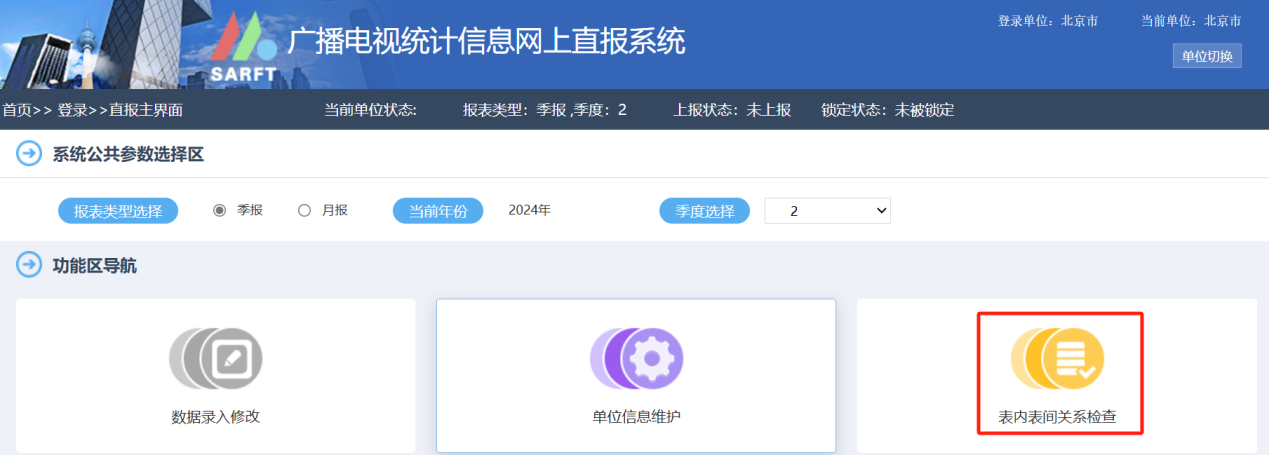 广播电视统计信息网上直报系统
SARFT
登录单位：北京市 当前单位：北京市
单位切换
首页>> 登录>>直报主界面 当前单位状态: 报表类型：季报 ,季度：2 上报状态：未上报 锁定状态：未被锁定
系统公共参数选择区
报表类型选择 季报 月报 当前年份 2024年 季度选择 2
功能区导航
数据录入修改 单位信息维护 表内表间关系检查